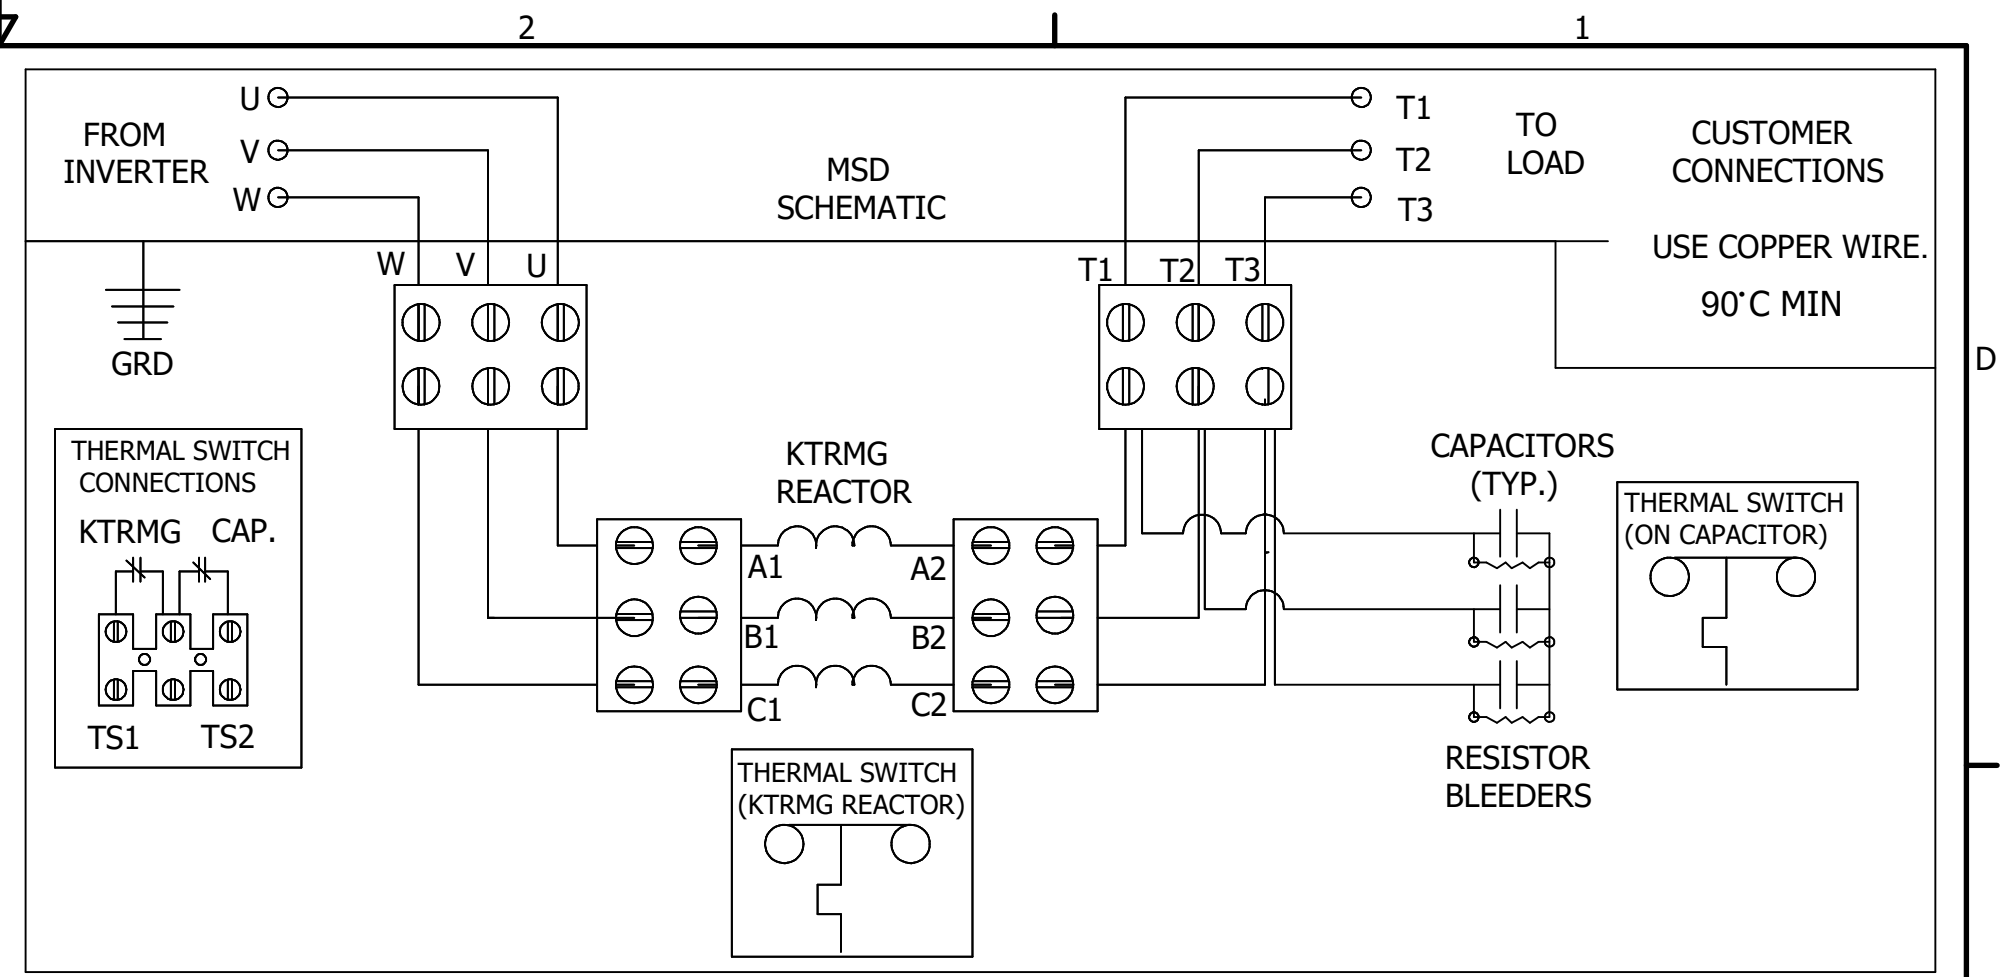 2
1
U
FROM
INVERTER
V
W
MSD
SCHEMATIC
T1
T2
T3
TO
LOAD
CUSTOMER
CONNECTIONS
USE COPPER WIRE.
90°C MIN
D
GRD
W V U
T1 T2 T3
THERMAL SWITCH
CONNECTIONS
KTRMG CAP.
TS1 TS2
KTRMG
REACTOR
A1 A2
B1 B2
C1 C2
THERMAL SWITCH
(KTRMG REACTOR)
CAPACITORS
(TYP.)
RESISTOR
BLEEDERS
THERMAL SWITCH
(ON CAPACITOR)